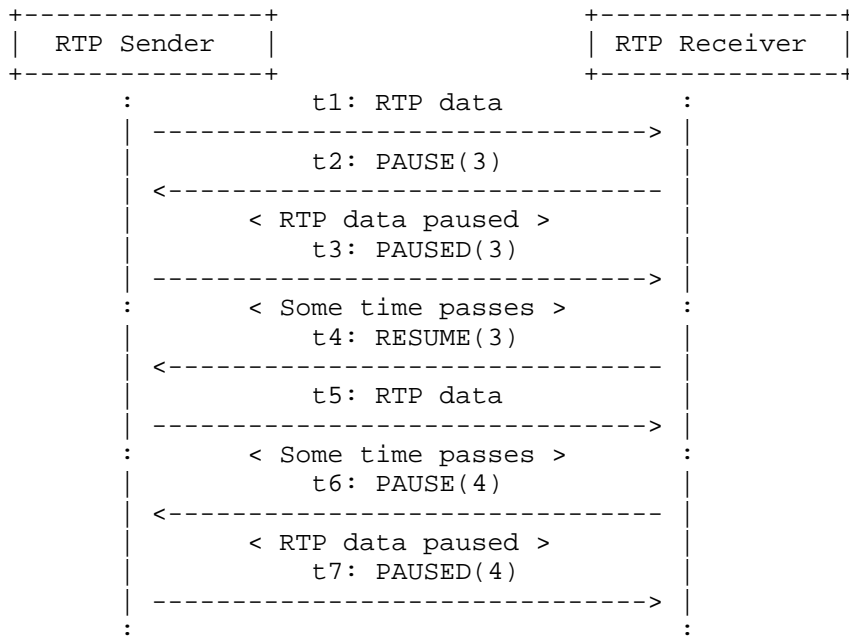 +---------------+                   +---------------+
|  RTP Sender   |                   | RTP Receiver  |
+---------------+                   +---------------+
       :           t1: RTP data           :
       | -------------------------------> |
       |           t2: PAUSE(3)           |
       | <------------------------------- |
       |       < RTP data paused >        |
       |           t3: PAUSED(3)          |
       | -------------------------------> |
       :       < Some time passes >       :
       |           t4: RESUME(3)          |
       | <------------------------------- |
       |           t5: RTP data           |
       | -------------------------------> |
       :       < Some time passes >       :
       |           t6: PAUSE(4)           |
       | <------------------------------- |
       |       < RTP data paused >        |
       |           t7: PAUSED(4)          |
       | -------------------------------> |
       :                                  :